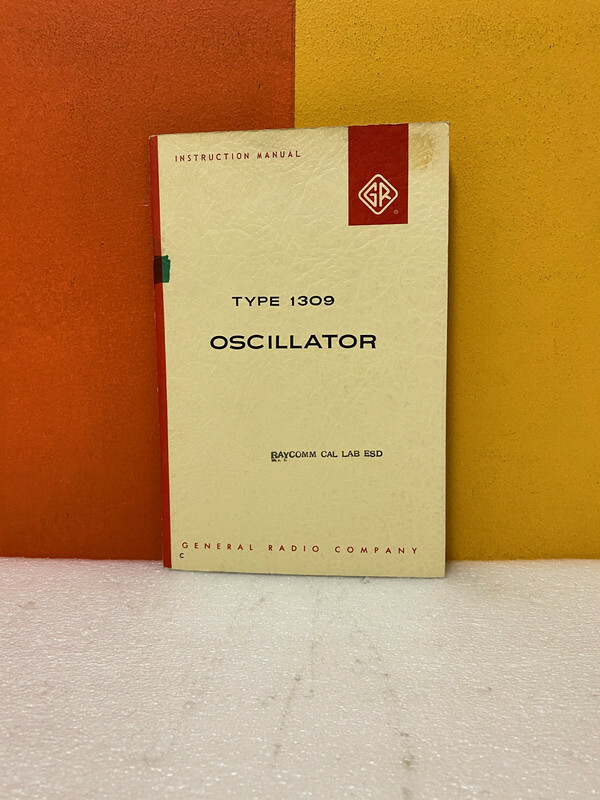 INSTRUCTION MANUAL
GR
®
TYPE 1309
OSCILLATOR
RAYCOMM CAL LAB ESD
GENERAL RADIO COMPANY
C